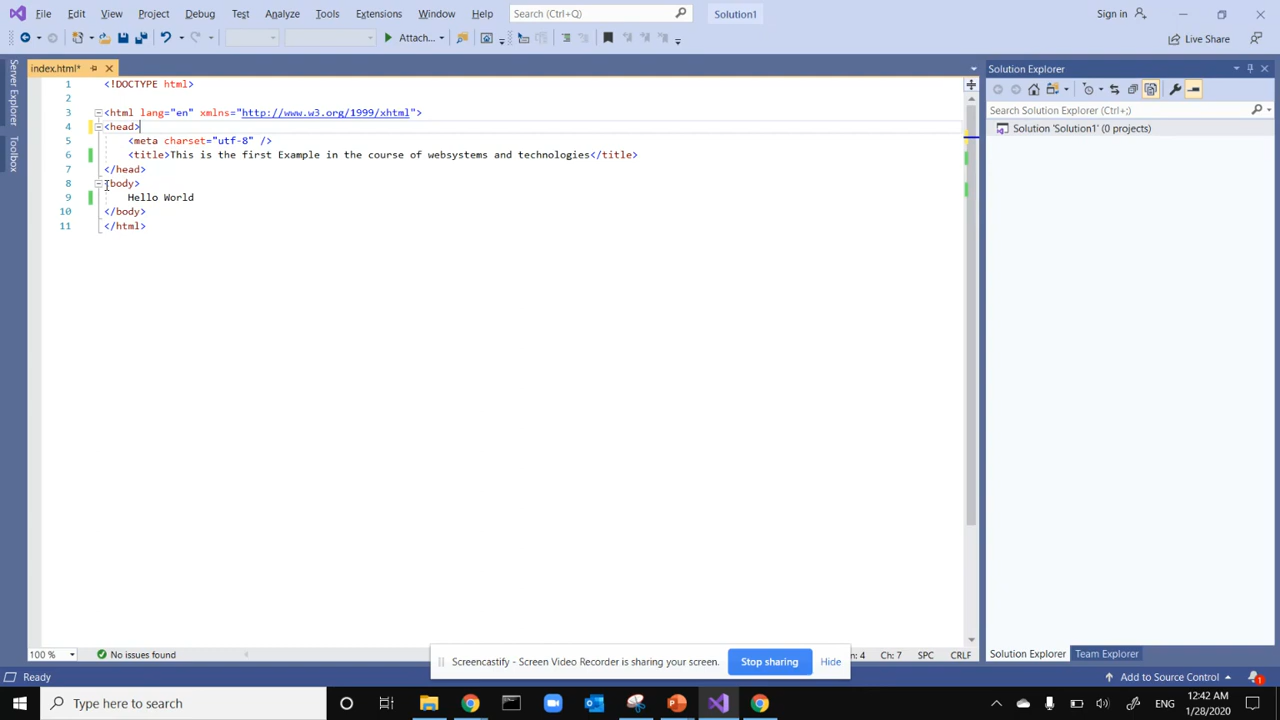 File Edit View Project Debug Test Analyze Tools Extensions Window Help Search (Ctrl+Q) Solution1 Sign in
Attach... Live Share
Server Explorer
Toolbox
index.html*
1 <!DOCTYPE html>
2
3 <html lang="en" xmlns="http://www.w3.org/1999/xhtml">
4 <head>
5 <meta charset="utf-8" />
6 <title>This is the first Example in the course of websystems and technologies</title>
7 </head>
8 <body>
9 Hello World
10 </body>
11 </html>
Solution Explorer
Search Solution Explorer (Ctrl+;)
Solution 'Solution1' (0 projects)
100 % No issues found
Screencastify - Screen Video Recorder is sharing your screen. Stop sharing Hide
Ch: 7 SPC CRLF
Solution Explorer Team Explorer
Ready Add to Source Control 1
Type here to search
ENG 12:42 AM
1/28/2020